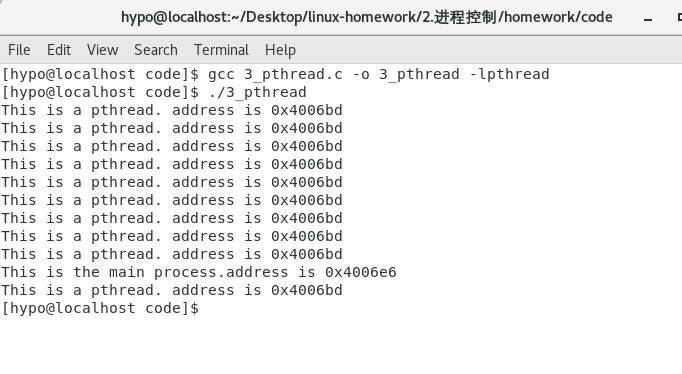 hypo@localhost:~/Desktop/linux-homework/2.进程控制/homework/code
File Edit View Search Terminal Help
[hypo@localhost code]$ gcc 3_pthread.c -o 3_pthread -lpthread
[hypo@localhost code]$ ./3_pthread
This is a pthread. address is 0x4006bd
This is a pthread. address is 0x4006bd
This is a pthread. address is 0x4006bd
This is a pthread. address is 0x4006bd
This is a pthread. address is 0x4006bd
This is a pthread. address is 0x4006bd
This is a pthread. address is 0x4006bd
This is a pthread. address is 0x4006bd
This is a pthread. address is 0x4006bd
This is the main process.address is 0x4006e6
This is a pthread. address is 0x4006bd
[hypo@localhost code]$